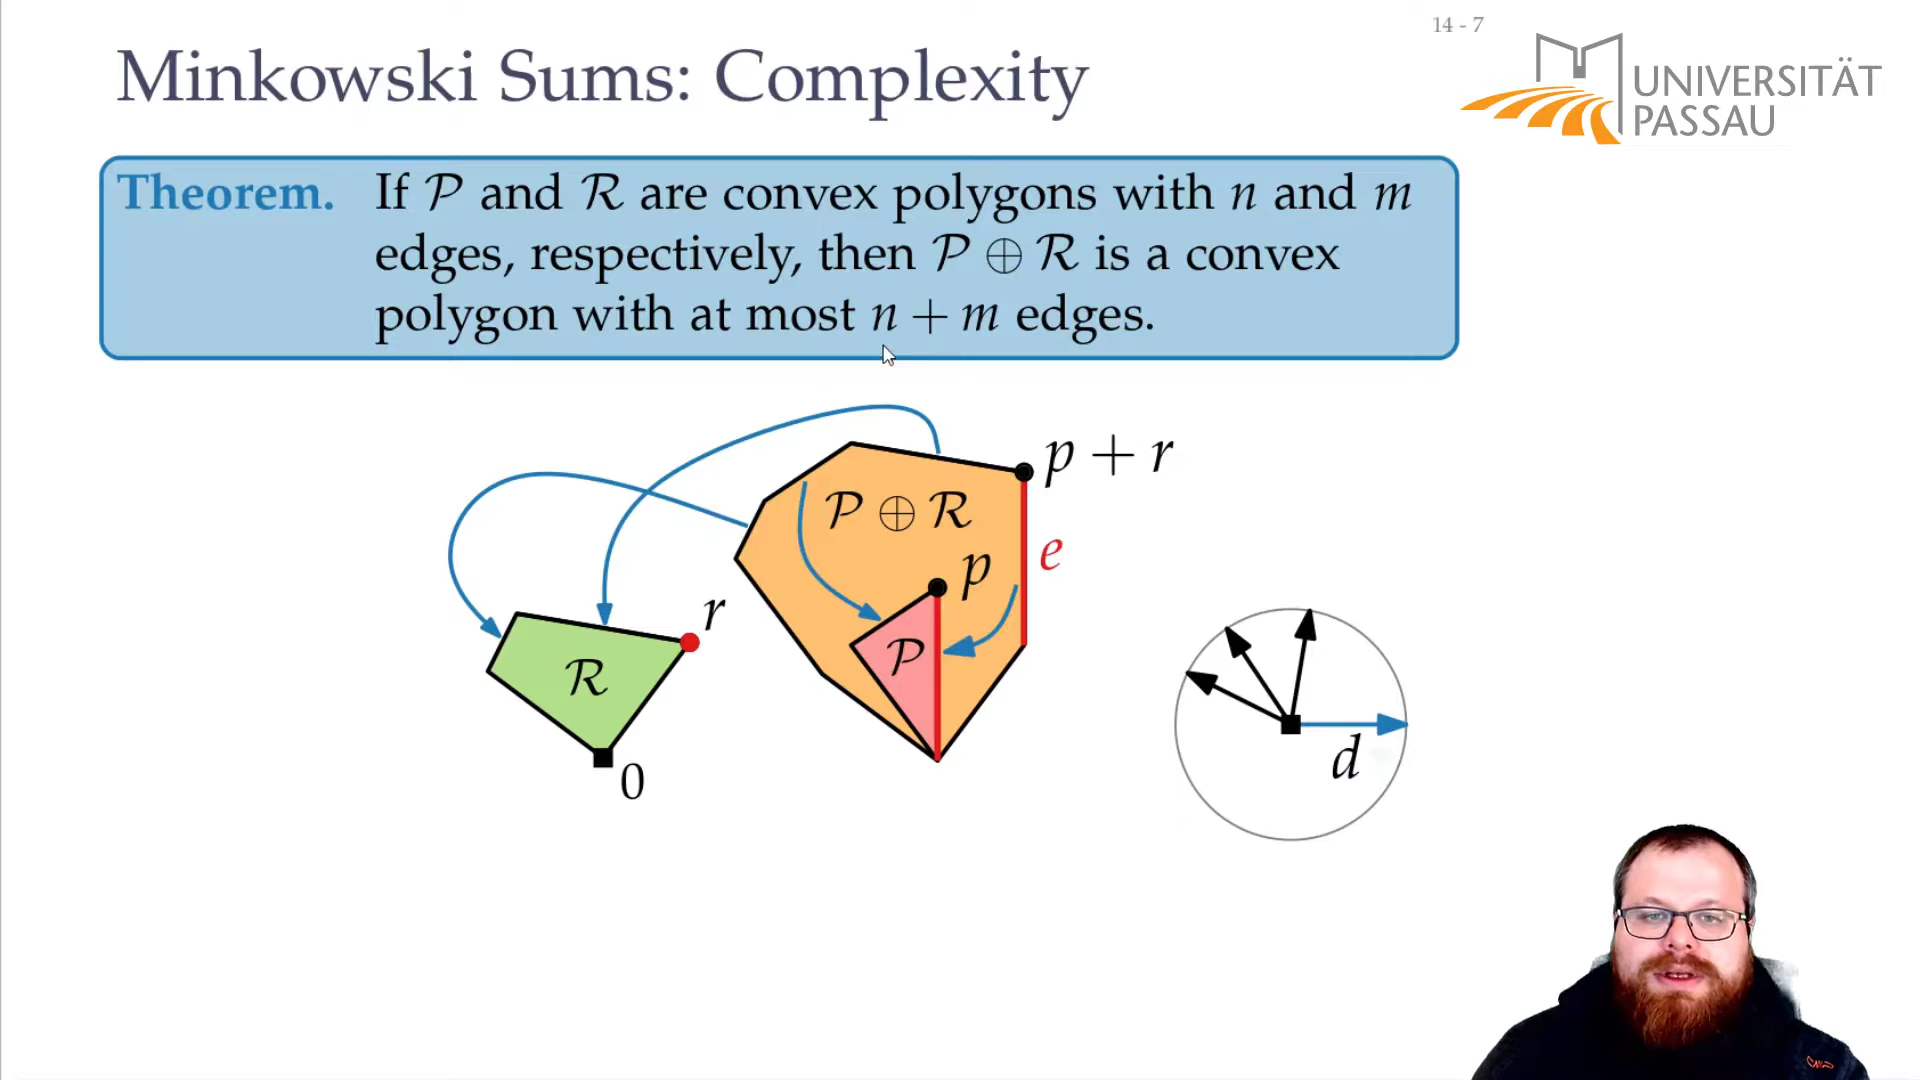 14 - 7
Minkowski Sums: Complexity
UNIVERSITÄT
PASSAU
Theorem. If 𝒫 and ℛ are convex polygons with n and m
edges, respectively, then 𝒫 ⊕ ℛ is a convex
polygon with at most n + m edges.
p + r
𝒫 ⊕ ℛ
e
p
r
𝒫
ℛ
d
0